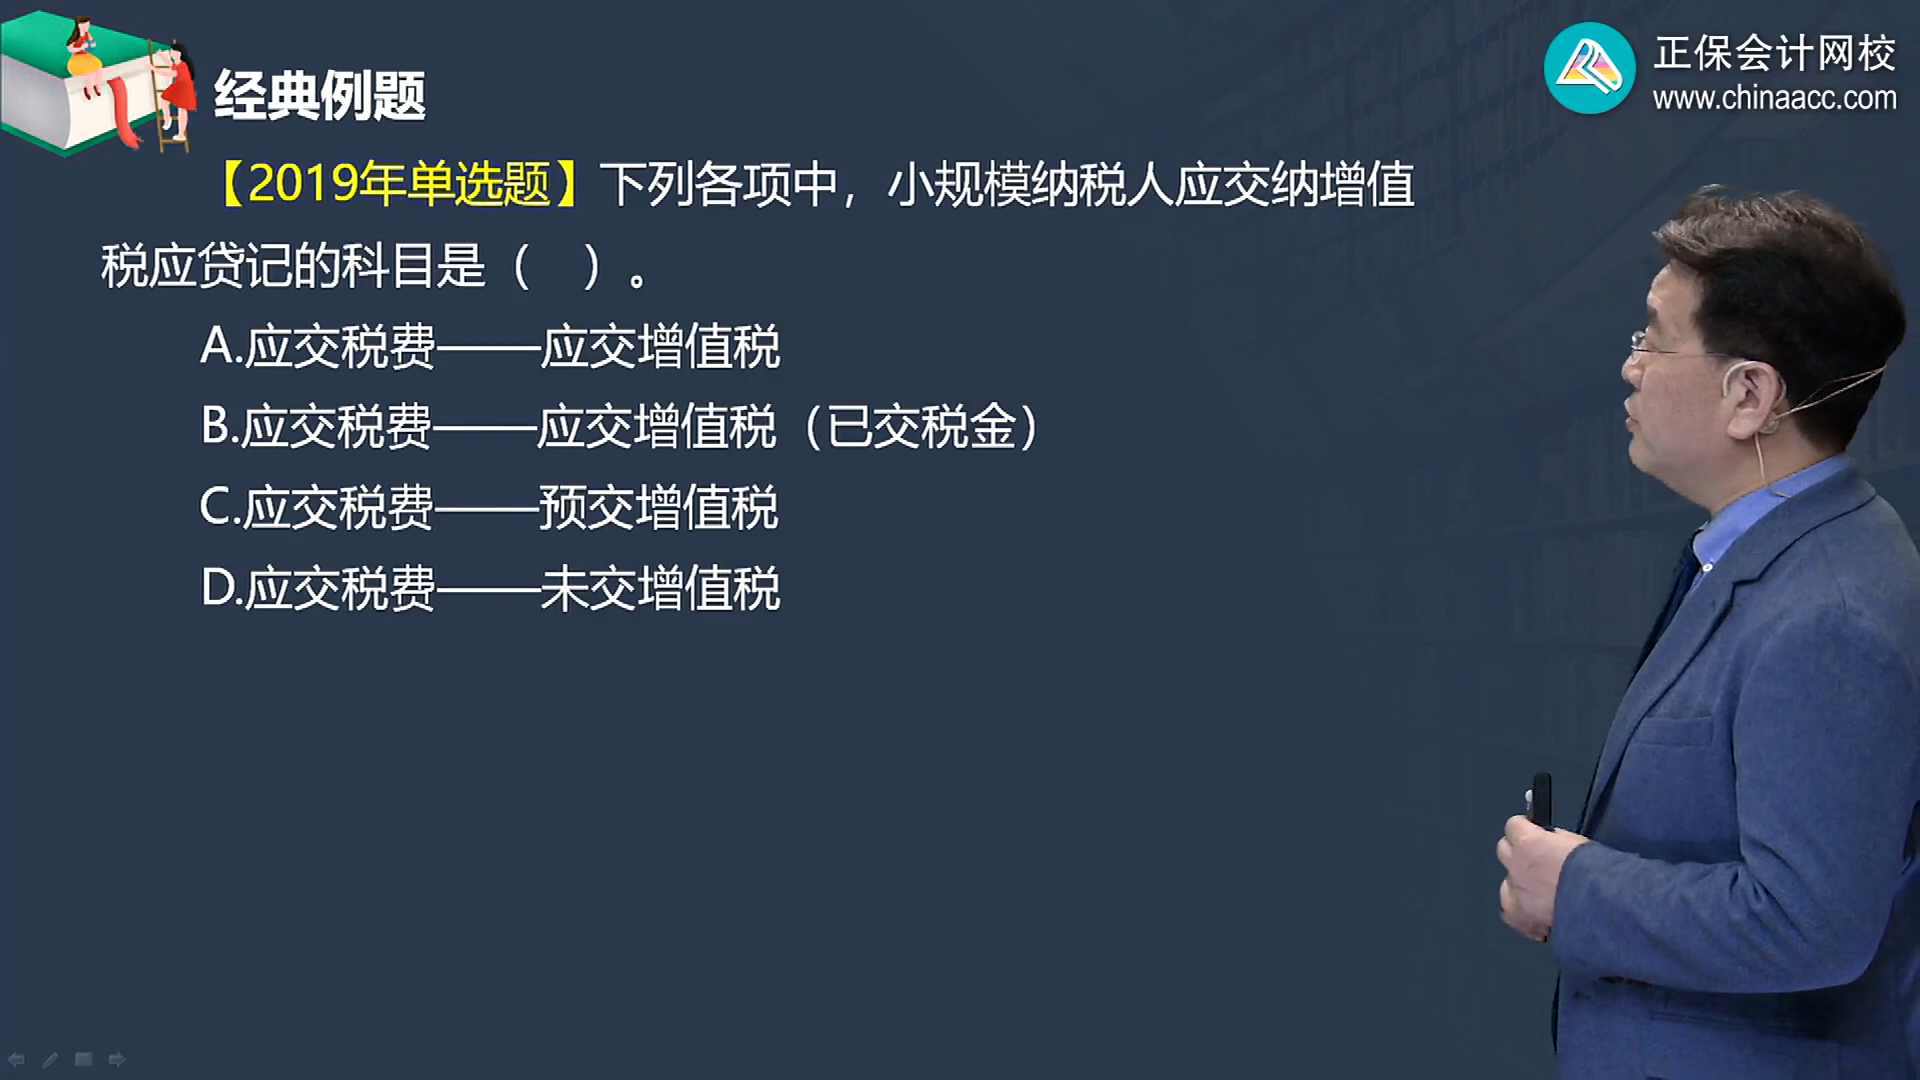 经典例题
正保会计网校
www.chinaacc.com
【2019年单选题】下列各项中，小规模纳税人应交纳增值
税应贷记的科目是（　）。
A.应交税费——应交增值税
B.应交税费——应交增值税（已交税金）
C.应交税费——预交增值税
D.应交税费——未交增值税